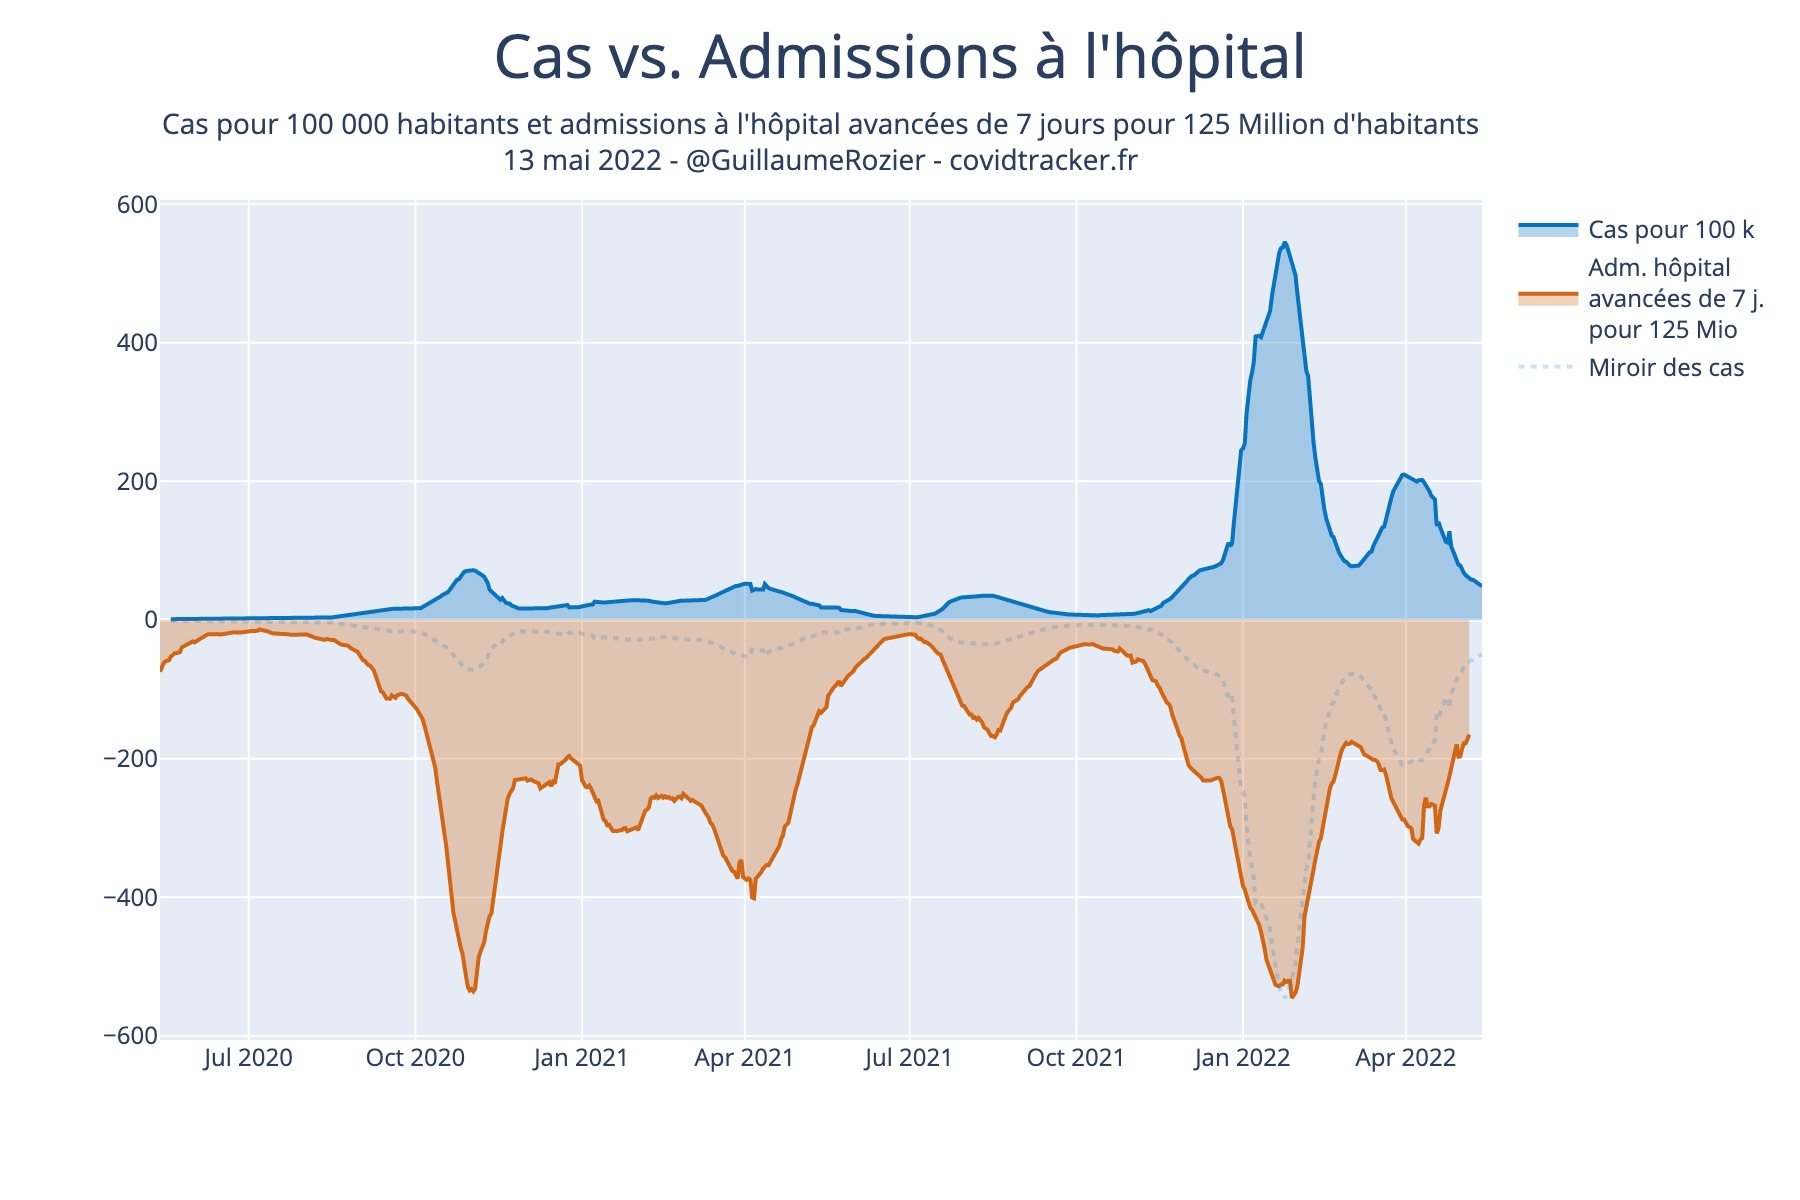 Cas vs. Admissions à l'hôpital
Cas pour 100 000 habitants et admissions à l'hôpital avancées de 7 jours pour 125 Million d'habitants
13 mai 2022 - @GuillaumeRozier - covidtracker.fr
600
400
200
0
−200
−400
−600
Jul 2020
Oct 2020
Jan 2021
Apr 2021
Jul 2021
Oct 2021
Jan 2022
Apr 2022
Cas pour 100 k
Adm. hôpital
avancées de 7 j.
pour 125 Mio
Miroir des cas